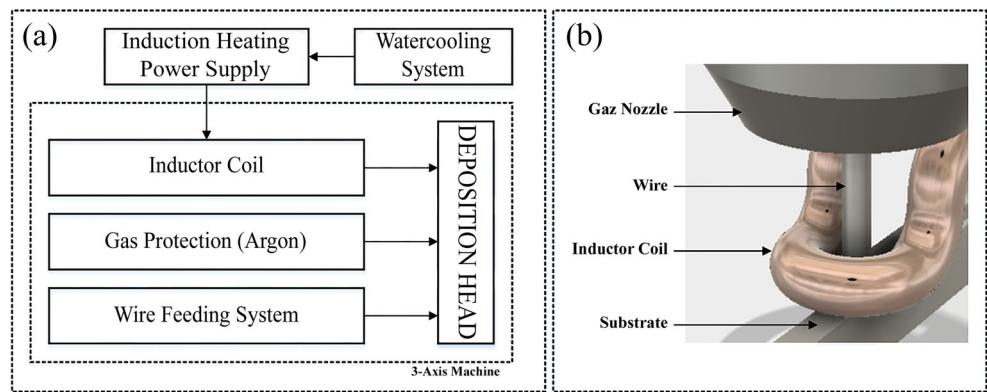 (a)
Induction Heating
Power Supply
Watercooling
System
Inductor Coil
Gas Protection (Argon)
Wire Feeding System
DEPOSITION HEAD
3-Axis Machine
(b)
Gaz Nozzle
Wire
Inductor Coil
Substrate